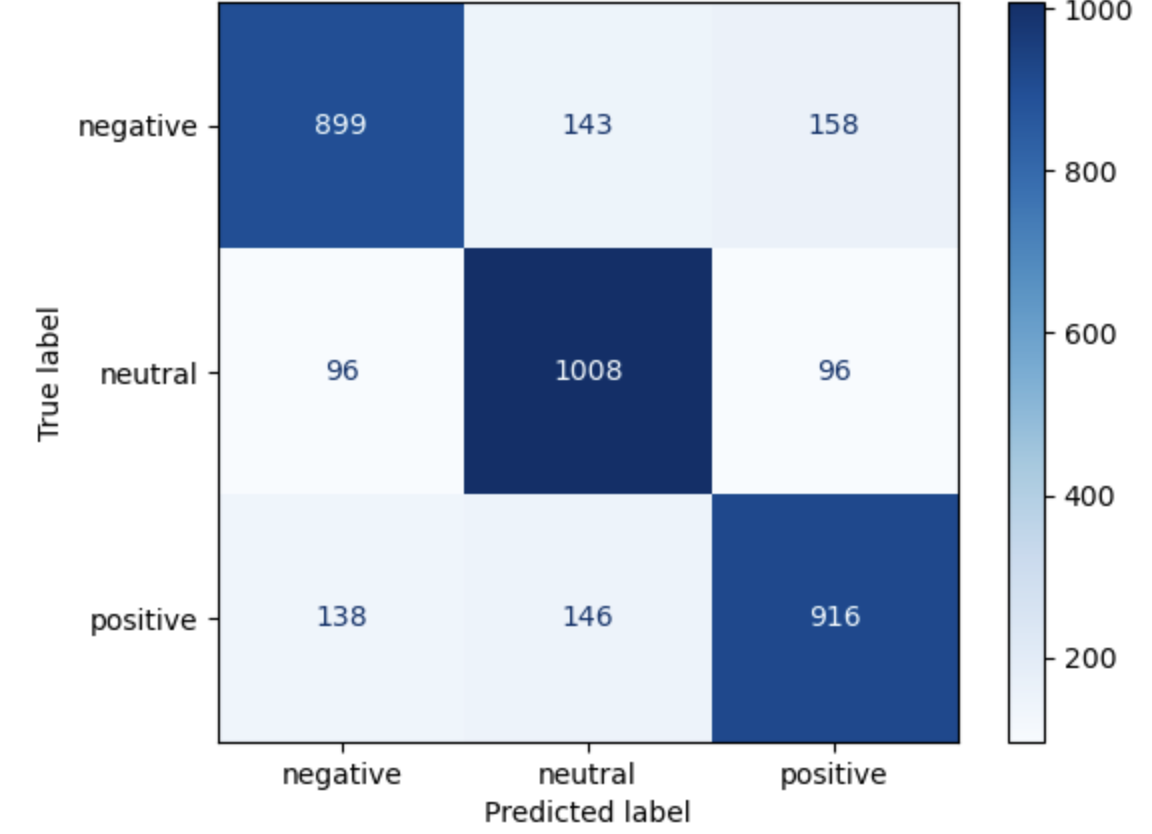 1000
negative 899 143 158
800
600
True label
neutral 96 1008 96
400
positive 138 146 916
200
negative neutral positive
Predicted label